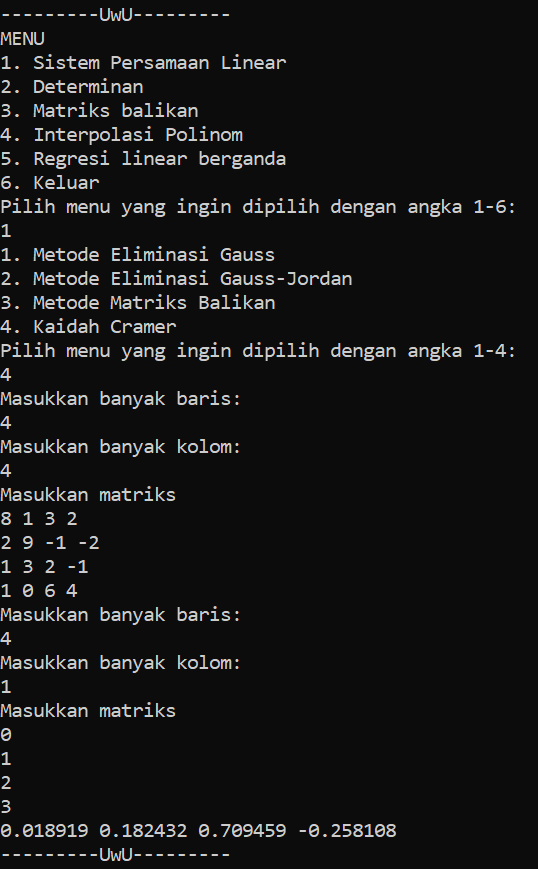 ---------UwU---------
MENU
1. Sistem Persamaan Linear
2. Determinan
3. Matriks balikan
4. Interpolasi Polinom
5. Regresi linear berganda
6. Keluar
Pilih menu yang ingin dipilih dengan angka 1-6:
1
1. Metode Eliminasi Gauss
2. Metode Eliminasi Gauss-Jordan
3. Metode Matriks Balikan
4. Kaidah Cramer
Pilih menu yang ingin dipilih dengan angka 1-4:
4
Masukkan banyak baris:
4
Masukkan banyak kolom:
4
Masukkan matriks
8 1 3 2
2 9 -1 -2
1 3 2 -1
1 0 6 4
Masukkan banyak baris:
4
Masukkan banyak kolom:
1
Masukkan matriks
0
1
2
3
0.018919 0.182432 0.709459 -0.258108
---------UwU---------